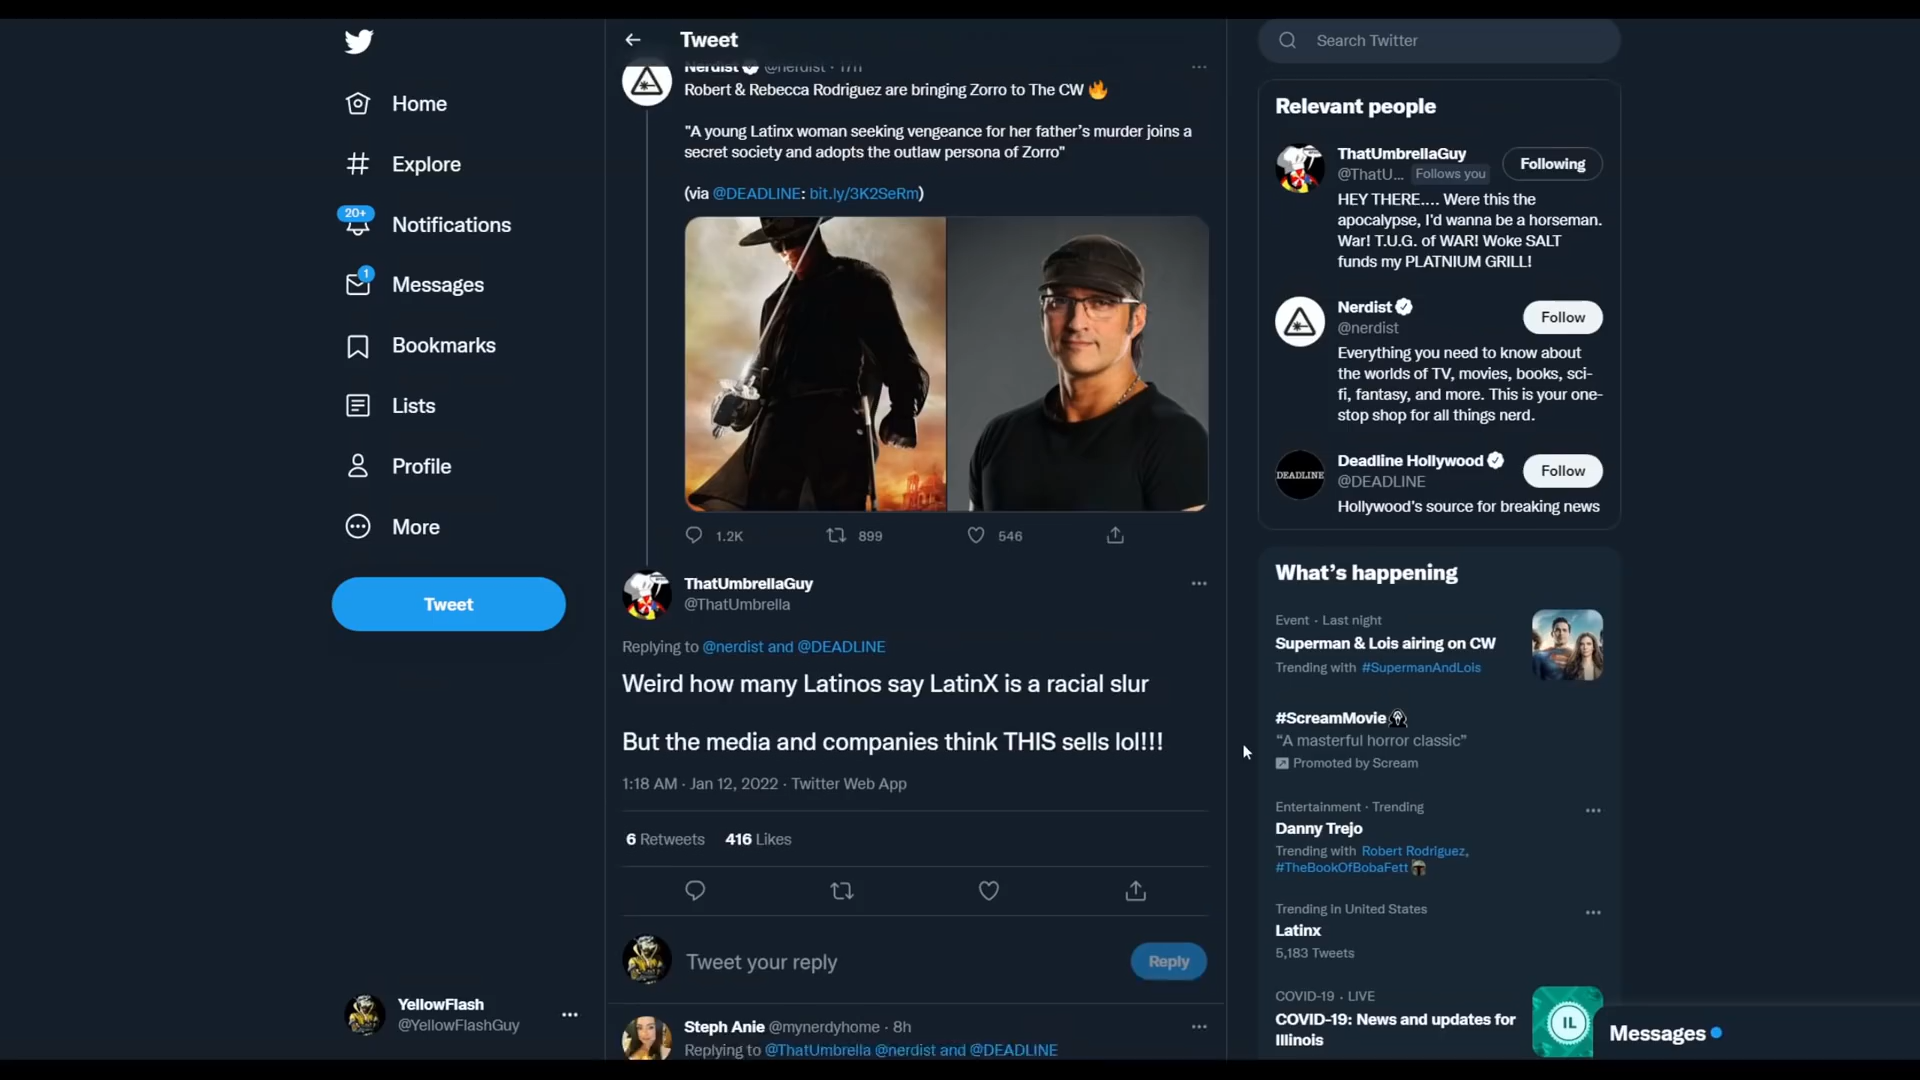 Home
Explore
20+
Notifications
1
Messages
Bookmarks
Lists
Profile
More
Tweet
YellowFlash
@YellowFlashGuy
Tweet
Nerdist @nerdist · 17h
Robert & Rebecca Rodriguez are bringing Zorro to The CW 🔥
"A young Latinx woman seeking vengeance for her father's murder joins a
secret society and adopts the outlaw persona of Zorro"
(via @DEADLINE: bit.ly/3K2SeRm)
1.2K
899
546
ThatUmbrellaGuy
@ThatUmbrella
Replying to @nerdist and @DEADLINE
Weird how many Latinos say LatinX is a racial slur
But the media and companies think THIS sells lol!!!
1:18 AM · Jan 12, 2022 · Twitter Web App
6 Retweets 416 Likes
Tweet your reply
Reply
Steph Anie @mynerdyhome · 8h
Replying to @ThatUmbrella @nerdist and @DEADLINE
Search Twitter
Relevant people
ThatUmbrellaGuy
@ThatU... Follows you
Following
HEY THERE.... Were this the
apocalypse, I'd wanna be a horseman.
War! T.U.G. of WAR! Woke SALT
funds my PLATNIUM GRILL!
Nerdist
@nerdist
Follow
Everything you need to know about
the worlds of TV, movies, books, sci-
fi, fantasy, and more. This is your one-
stop shop for all things nerd.
DEADLINE
Deadline Hollywood
@DEADLINE
Follow
Hollywood's source for breaking news
What's happening
Event · Last night
Superman & Lois airing on CW
Trending with #SupermanAndLois
#ScreamMovie
"A masterful horror classic"
Promoted by Scream
Entertainment · Trending
Danny Trejo
Trending with Robert Rodriguez,
#TheBookOfBobaFett
Trending in United States
Latinx
5,183 Tweets
COVID-19 · LIVE
COVID-19: News and updates for
Illinois
IL
Messages